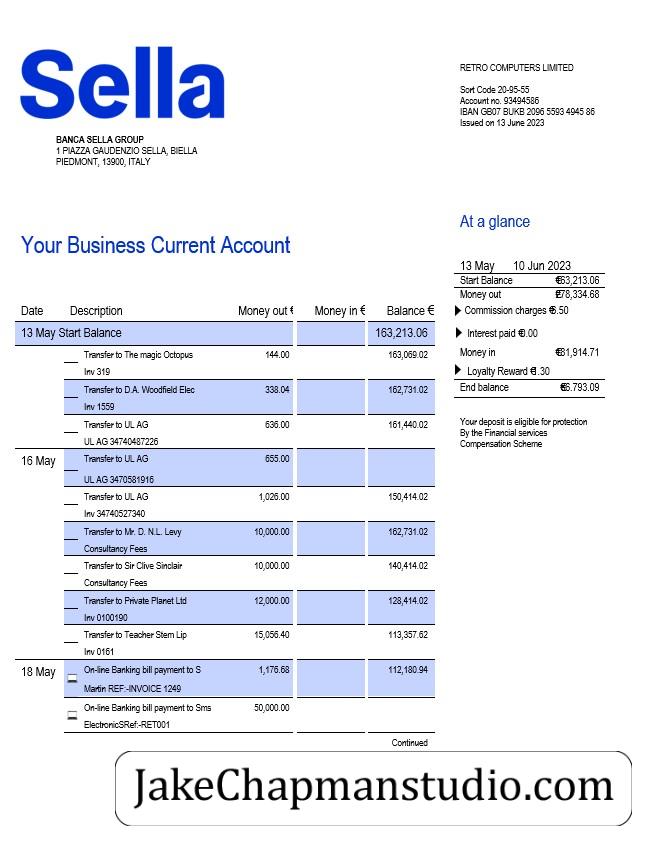 Sella
RETRO COMPUTERS LIMITED
Sort Code 20-95-55
Account no. 93494586
IBAN GB07 BUKB 2096 5593 4945 86
Issued on 13 June 2023
BANCA SELLA GROUP
1 PIAZZA GAUDENZIO SELLA, BIELLA
PIEDMONT, 13900, ITALY
At a glance
Your Business Current Account
13 May 10 Jun 2023
Start Balance €63,213.06
Money out €78,334.68
Commission charges €6.50
Interest paid €0.00
Money in €31,914.71
Loyalty Reward €1.30
End balance €6.793.09
Your deposit is eligible for protection
By the Financial services
Compensation Scheme
Date Description Money out € Money in € Balance €
13 May Start Balance 163,213.06
Transfer to The magic Octopus 144.00 163,069.02
Inv 319
Transfer to D.A. Woodfield Elec 338.04 162,731.02
Inv 1559
Transfer to UL AG 636.00 161,440.02
UL AG 34740487226
16 May Transfer to UL AG 655.00
UL AG 3470581916
Transfer to UL AG 1,026.00 150,414.02
Inv 34740527340
Transfer to Mr. D. N.L. Levy 10,000.00 162,731.02
Consultancy Fees
Transfer to Sir Clive Sinclair 10,000.00 140,414.02
Consultancy Fees
Transfer to Private Planet Ltd 12,000.00 128,414.02
Inv 0100190
Transfer to Teacher Stem Lip 15,056.40 113,357.62
Inv 0161
18 May On-line Banking bill payment to S 1,176.68 112,180.94
Martin REF:-INVOICE 1249
On-line Banking bill payment to Sms 50,000.00
ElectronicSRef:-RET001
Continued
JakeChapmanstudio.com